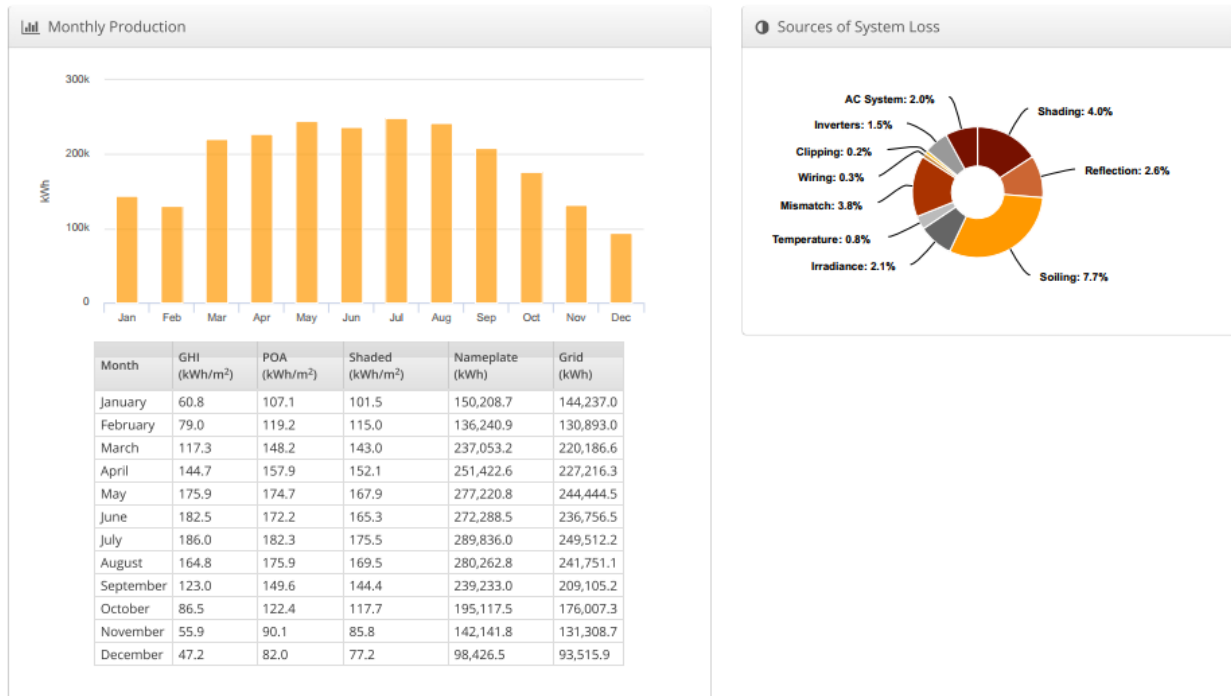 Monthly Production
300k
200k
100k
0
kWh
Jan Feb Mar Apr May Jun Jul Aug Sep Oct Nov Dec
Month GHI (kWh/m²) POA (kWh/m²) Shaded (kWh/m²) Nameplate (kWh) Grid (kWh)
January 60.8 107.1 101.5 150,208.7 144,237.0
February 79.0 119.2 115.0 136,240.9 130,893.0
March 117.3 148.2 143.0 237,053.2 220,186.6
April 144.7 157.9 152.1 251,422.6 227,216.3
May 175.9 174.7 167.9 277,220.8 244,444.5
June 182.5 172.2 165.3 272,288.5 236,756.5
July 186.0 182.3 175.5 289,836.0 249,512.2
August 164.8 175.9 169.5 280,262.8 241,751.1
September 123.0 149.6 144.4 239,233.0 209,105.2
October 86.5 122.4 117.7 195,117.5 176,007.3
November 55.9 90.1 85.8 142,141.8 131,308.7
December 47.2 82.0 77.2 98,426.5 93,515.9
Sources of System Loss
AC System: 2.0%
Inverters: 1.5%
Clipping: 0.2%
Wiring: 0.3%
Mismatch: 3.8%
Temperature: 0.8%
Irradiance: 2.1%
Shading: 4.0%
Reflection: 2.6%
Soiling: 7.7%